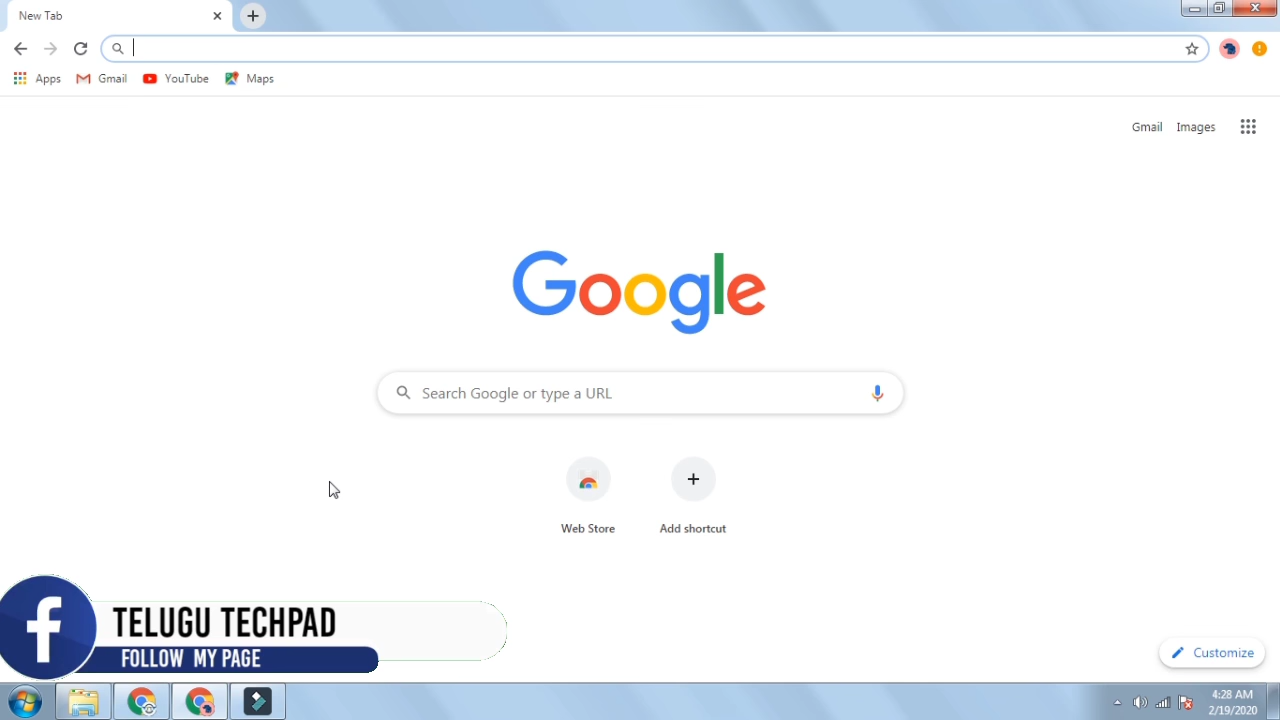 New Tab
Apps Gmail YouTube Maps
Gmail Images
Google
Search Google or type a URL
Web Store Add shortcut
TELUGU TECHPAD
FOLLOW MY PAGE
Customize
4:28 AM
2/19/2020